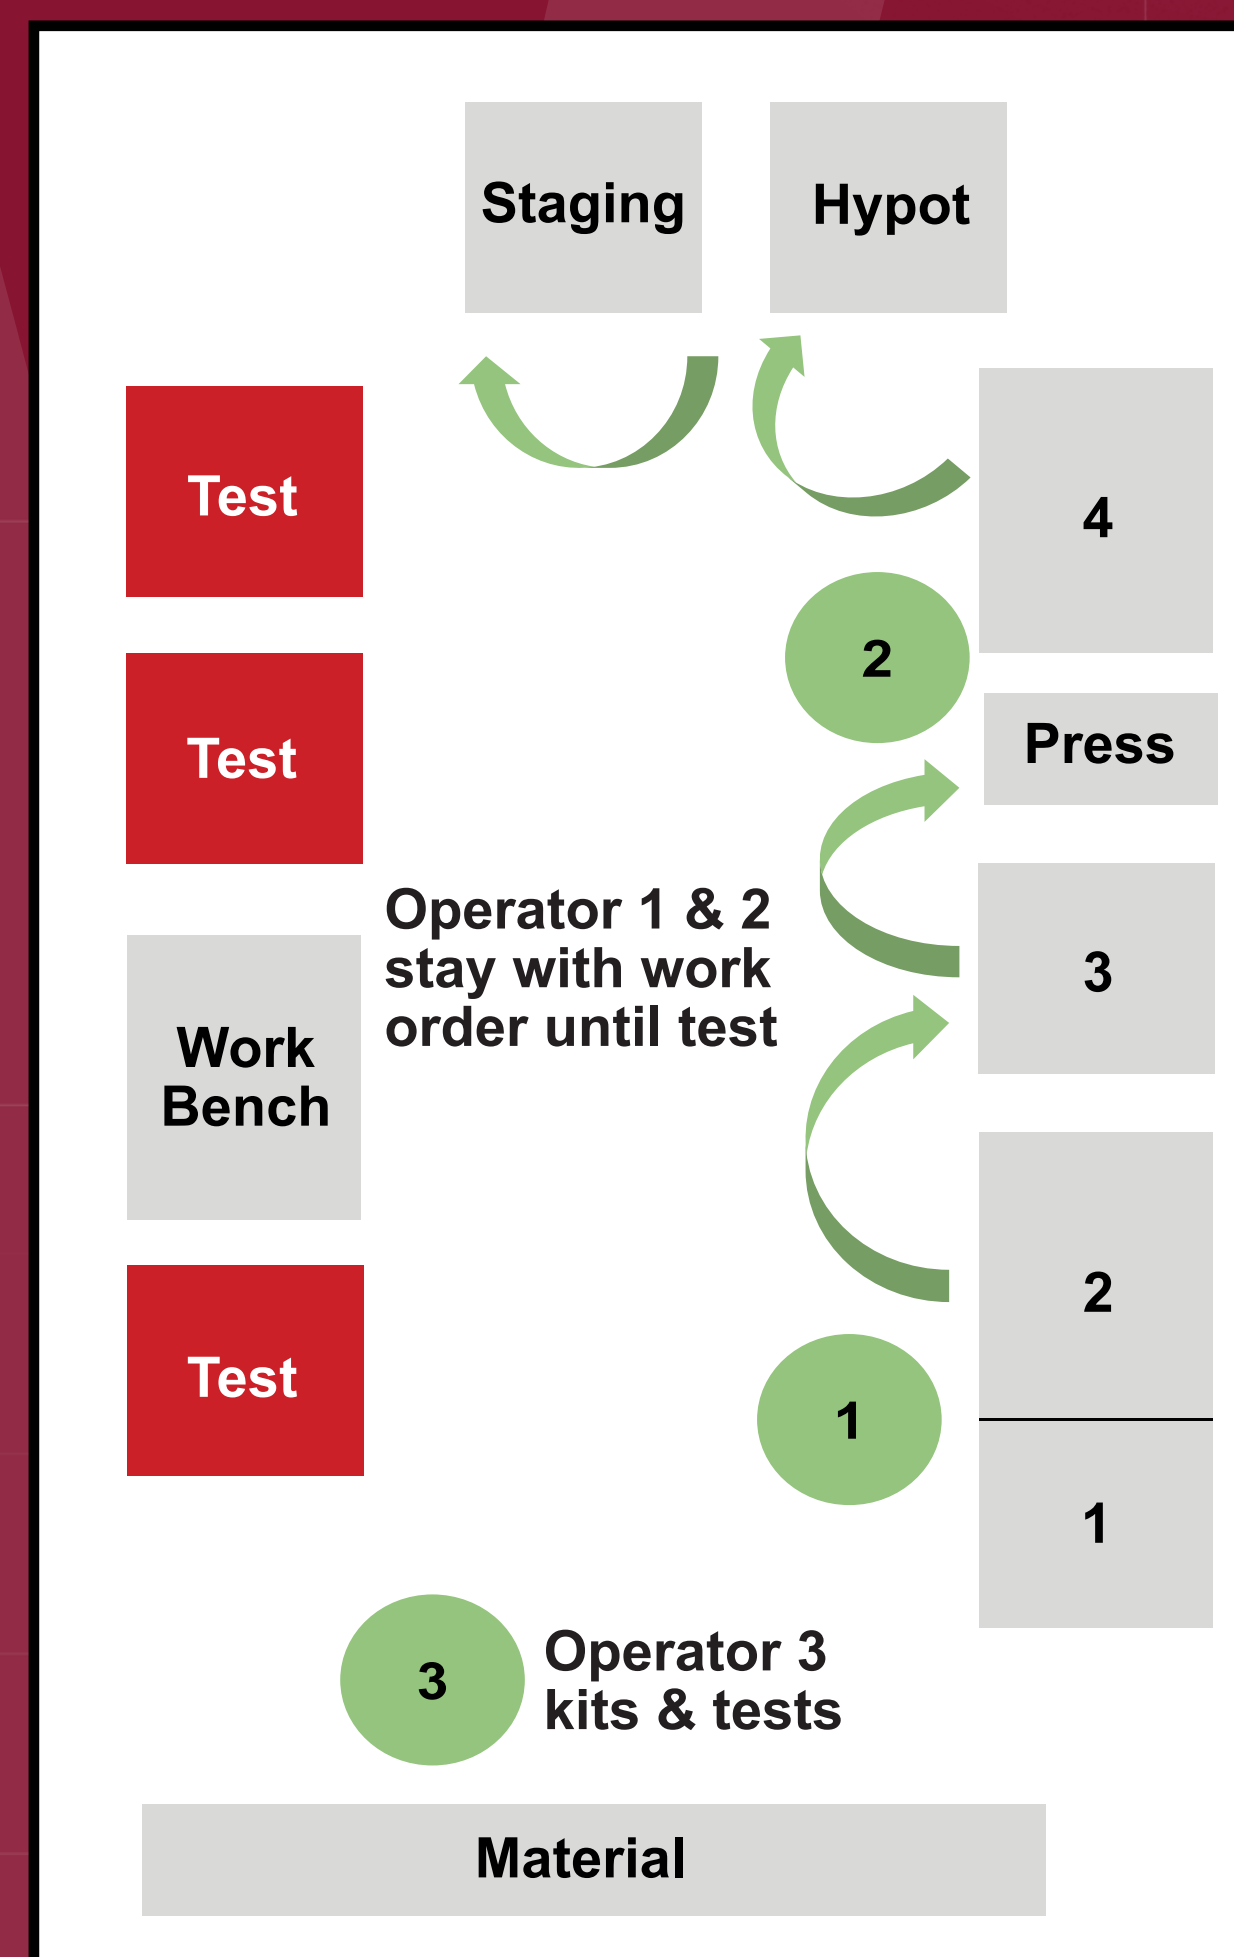 Staging
Hypot
Test
4
2
Test
Press
Operator 1 & 2
stay with work
order until test
3
Work
Bench
2
Test
1
1
3
Operator 3
kits & tests
Material